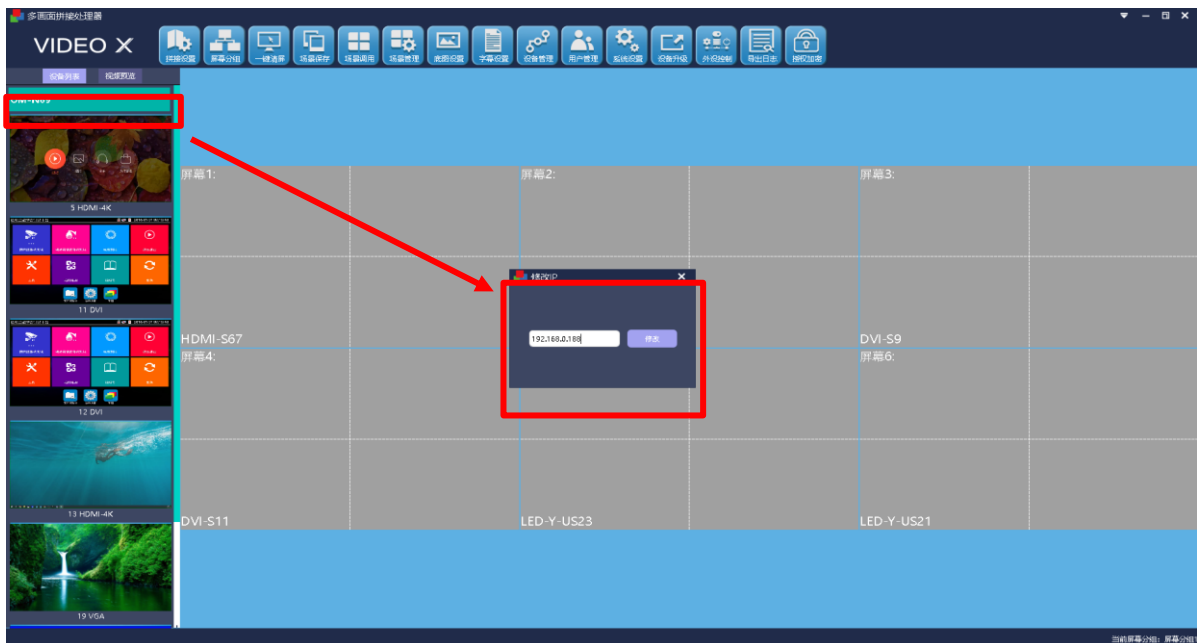 多画面拼接处理器
VIDEO X
拼接设置 屏幕分组 一键清屏 场景保存 场景调用 场景管理 底图设置 字幕设置 设备管理 用户管理 系统设置 设备升级 外设控制 导出日志 授权加密
设备列表 视频预览
5 HDMI-4K
11 DVI
12 DVI
13 HDMI-4K
19 VGA
屏幕1: 屏幕2: 屏幕3:
HDMI-S67 DVI-S9
屏幕4: 屏幕6:
DVI-S11 LED-Y-US23 LED-Y-US21
修改IP
192.168.0.188 修改
当前屏幕分组: 屏幕分组1